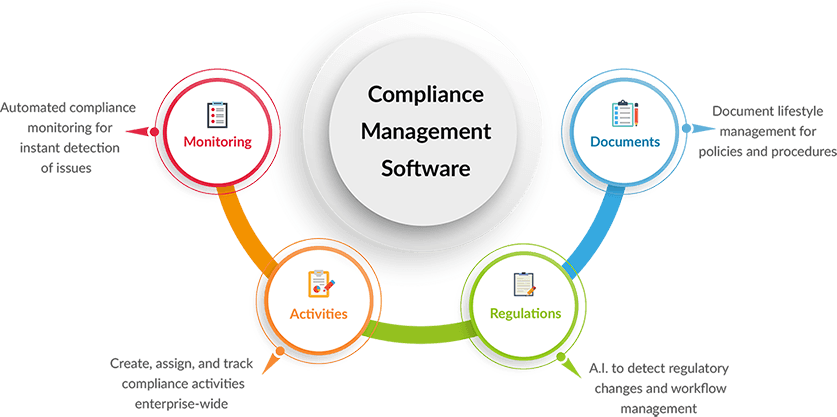 Compliance
Management
Software
Automated compliance
monitoring for
instant detection
of issues
Monitoring
Documents
Document lifestyle
management for
policies and procedures
Activities
Create, assign, and track
compliance activities
enterprise-wide
Regulations
A.I. to detect regulatory
changes and workflow
management